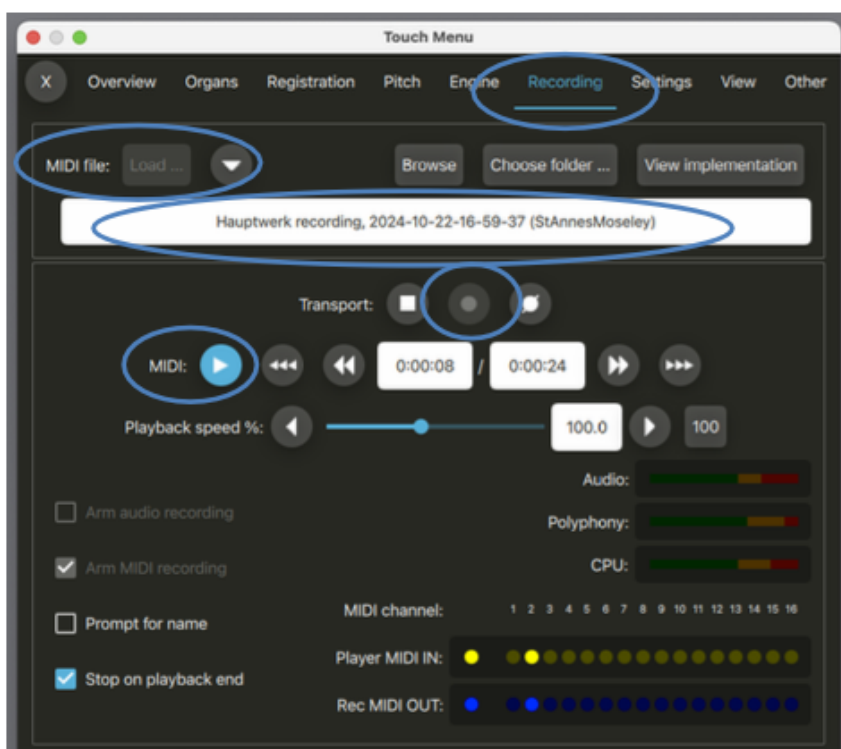 Touch Menu
X Overview Organs Registration Pitch Engine Recording Settings View Other
MIDI file: Load ... Browse Choose folder ... View implementation
Hauptwerk recording, 2024-10-22-16-59-37 (StAnnesMoseley)
Transport:
MIDI: 0:00:08 / 0:00:24
Playback speed %: 100.0 100
Audio:
Arm audio recording
Polyphony:
Arm MIDI recording
CPU:
MIDI channel: 1 2 3 4 5 6 7 8 9 10 11 12 13 14 15 16
Prompt for name
Player MIDI IN:
Stop on playback end
Rec MIDI OUT: